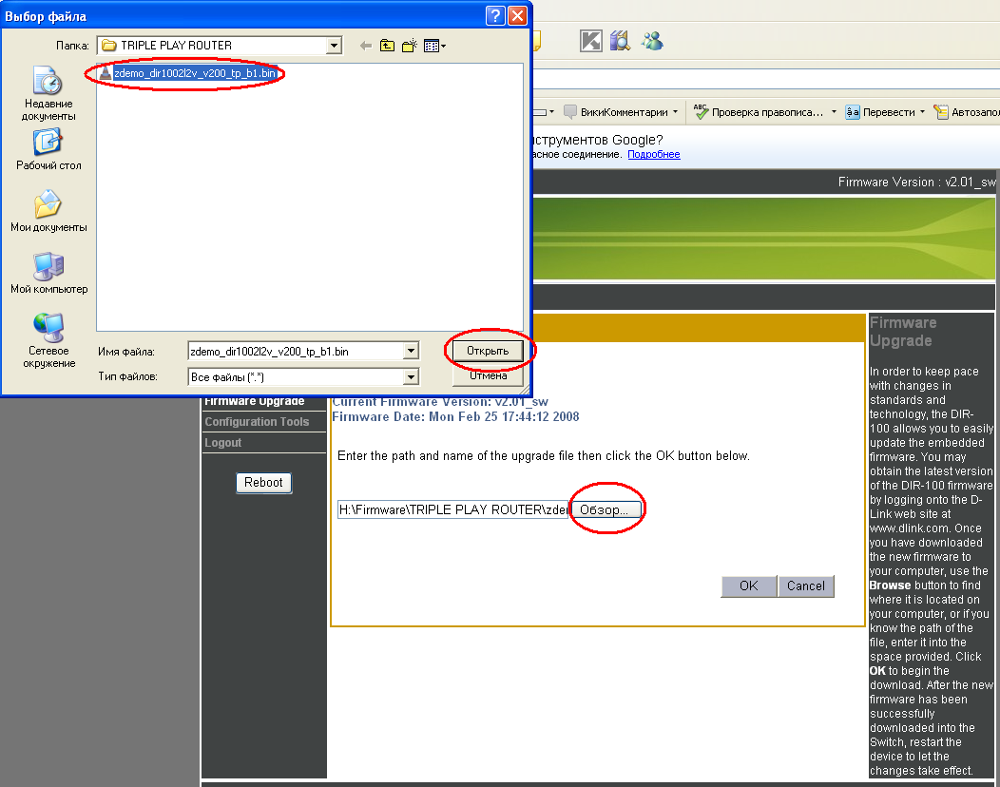 Выбор файла
Папка:
TRIPLE PLAY ROUTER
zdemo_dir1002l2v_v200_tp_b1.bin
Недавние
документы
Рабочий стол
Мои документы
Мой компьютер
Сетевое
окружение
Имя файла:
zdemo_dir1002l2v_v200_tp_b1.bin
Открыть
Тип файлов:
Все файлы (*.*)
Отмена
ВикиКомментарии
ABC
Проверка правописа...
Перевести
Автозапол
нструментов Google?
асное соединение. Подробнее
Firmware Version : v2.01_sw
Firmware Upgrade
Configuration Tools
Logout
Reboot
Current Firmware Version: v2.01_sw
Firmware Date: Mon Feb 25 17:44:12 2008
Enter the path and name of the upgrade file then click the OK button below.
H:\Firmware\TRIPLE PLAY ROUTER\zder
Обзор...
OK
Cancel
Firmware
Upgrade
In order to keep pace
with changes in
standards and
technology, the DIR-
100 allows you to easily
update the embedded
firmware. You may
obtain the latest version
of the DIR-100 firmware
by logging onto the D-
Link web site at
www.dlink.com. Once
you have downloaded
the new firmware to
your computer, use the
Browse button to find
where it is located on
your computer, or if you
know the path of the
file, enter it into the
space provided. Click
OK to begin the
download. After the new
firmware has been
successfully
downloaded into the
Switch, restart the
device to let the
changes take effect.